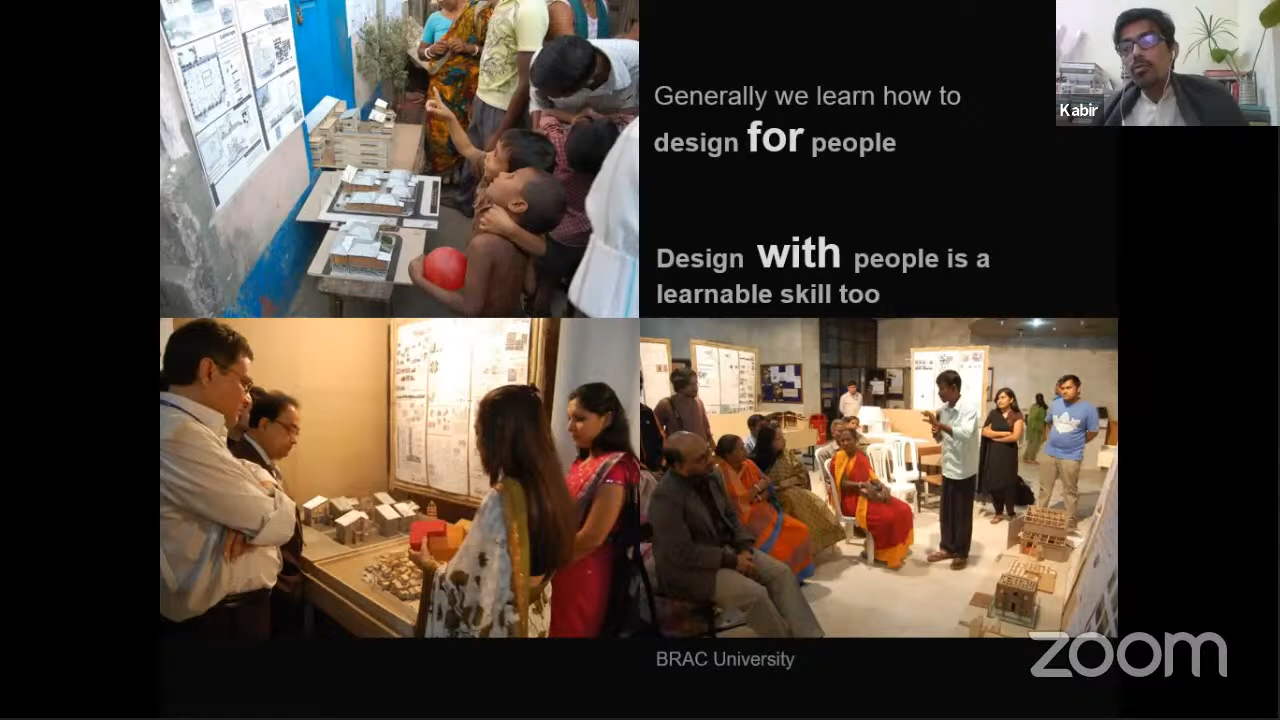 Generally we learn how to
design for people
Design with people is a
learnable skill too
Kabir
BRAC University
zoom